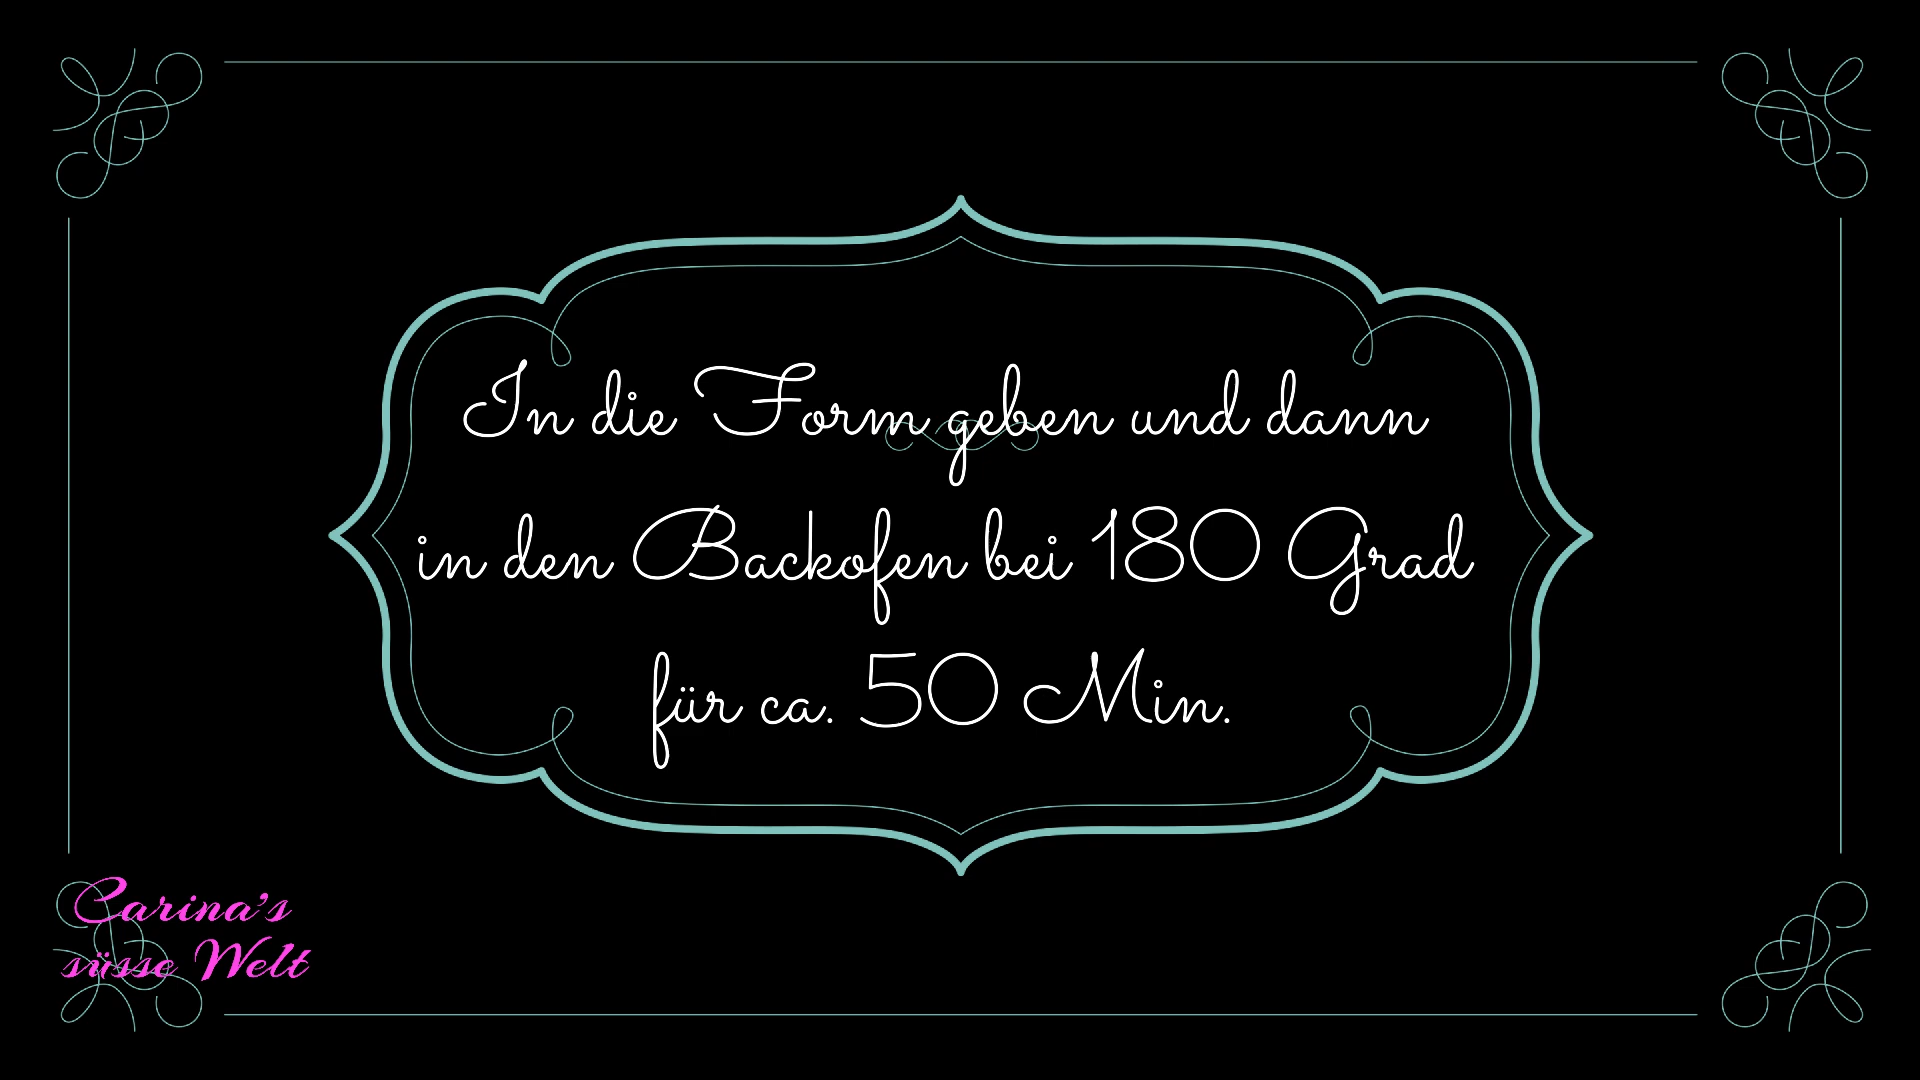 In die Form geben und dann
in den Backofen bei 180 Grad
für ca. 50 Min.
Carina's
süsse Welt